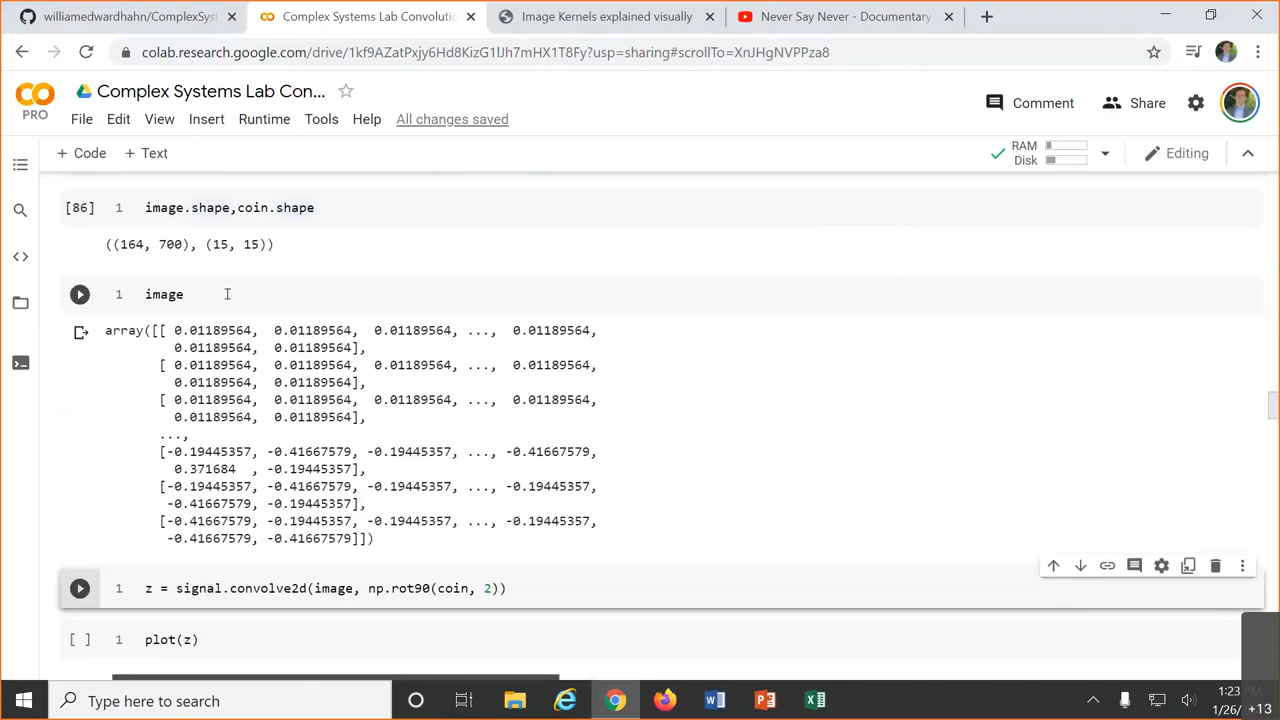 williamedwardhahn/ComplexSyst
Complex Systems Lab Convolutio
Image Kernels explained visually
Never Say Never - Documentary
colab.research.google.com/drive/1kf9AZatPxjy6Hd8KizG1lJh7mHX1T8Fy?usp=sharing#scrollTo=XnJHgNVPPza8
PRO
Complex Systems Lab Con...
Comment
Share
File Edit View Insert Runtime Tools Help All changes saved
+ Code + Text
RAM
Disk
Editing
[86] 1 image.shape,coin.shape
((164, 700), (15, 15))
1 image
array([[ 0.01189564, 0.01189564, 0.01189564, ..., 0.01189564,
0.01189564, 0.01189564],
[ 0.01189564, 0.01189564, 0.01189564, ..., 0.01189564,
0.01189564, 0.01189564],
[ 0.01189564, 0.01189564, 0.01189564, ..., 0.01189564,
0.01189564, 0.01189564],
...,
[-0.19445357, -0.41667579, -0.19445357, ..., -0.41667579,
0.371684 , -0.19445357],
[-0.19445357, -0.41667579, -0.19445357, ..., -0.19445357,
-0.41667579, -0.19445357],
[-0.41667579, -0.19445357, -0.19445357, ..., -0.19445357,
-0.41667579, -0.41667579]])
1 z = signal.convolve2d(image, np.rot90(coin, 2))
[ ] 1 plot(z)
Type here to search
1:23 PM
1/26/
+13